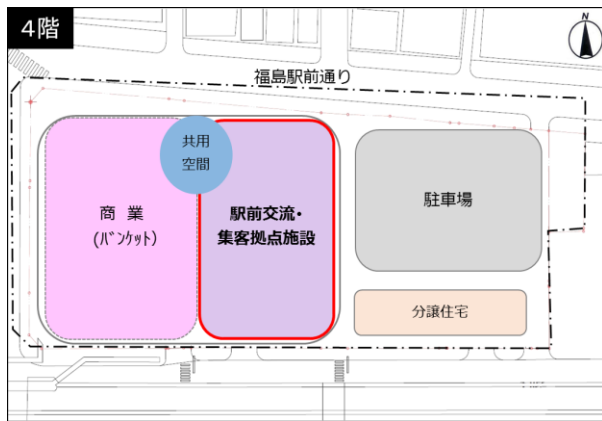 4階
N
福島駅前通り
共用
空間
商 業
(バンケット)
駅前交流・
集客拠点施設
駐車場
分譲住宅